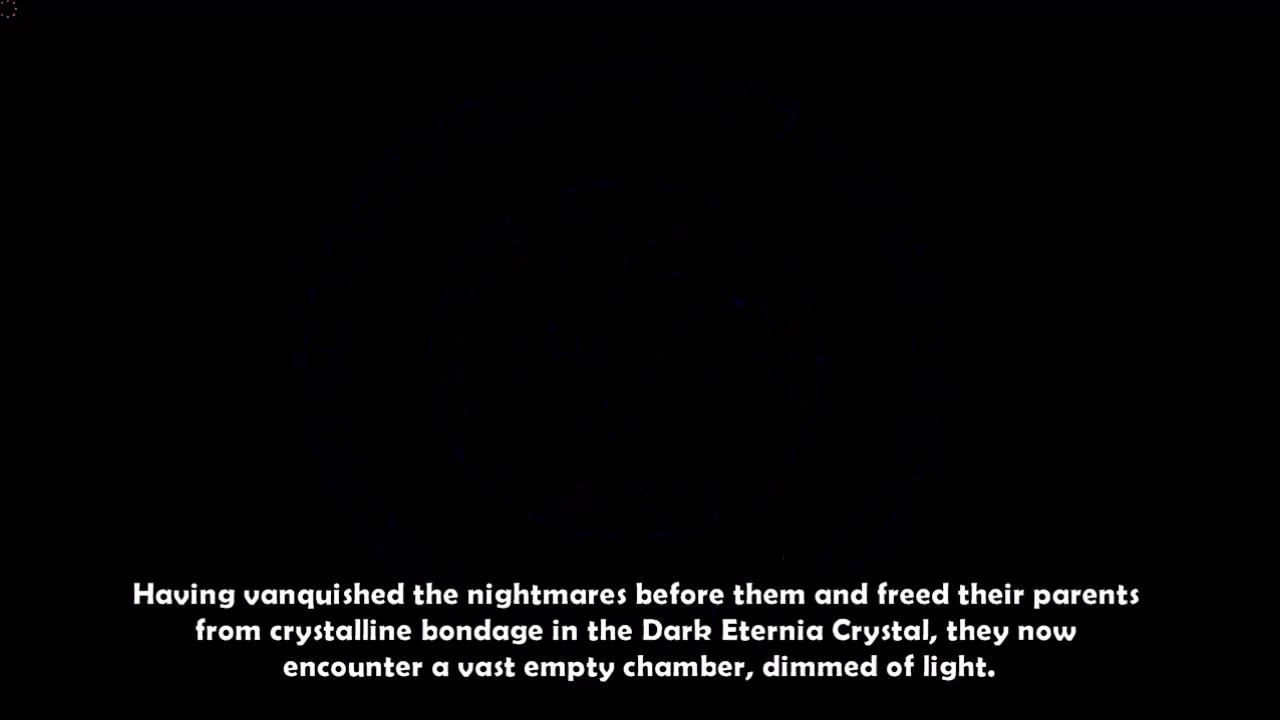 Having vanquished the nightmares before them and freed their parents
from crystalline bondage in the Dark Eternia Crystal, they now
encounter a vast empty chamber, dimmed of light.